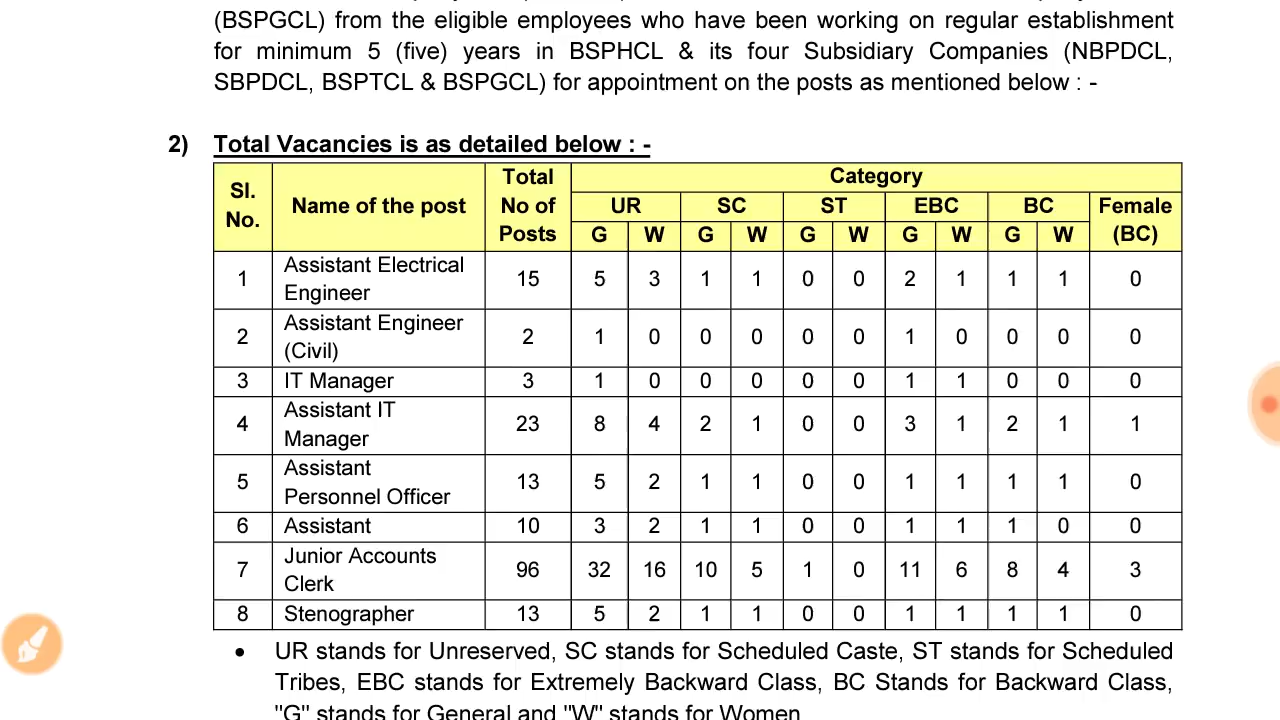 (BSPGCL) from the eligible employees who have been working on regular establishment
for minimum 5 (five) years in BSPHCL & its four Subsidiary Companies (NBPDCL,
SBPDCL, BSPTCL & BSPGCL) for appointment on the posts as mentioned below : -
2) Total Vacancies is as detailed below : -
Sl. No. Name of the post Total No of Posts Category
UR SC ST EBC BC Female (BC)
G W G W G W G W G W
1 Assistant Electrical Engineer 15 5 3 1 1 0 0 2 1 1 1 0
2 Assistant Engineer (Civil) 2 1 0 0 0 0 0 1 0 0 0 0
3 IT Manager 3 1 0 0 0 0 0 1 1 0 0 0
4 Assistant IT Manager 23 8 4 2 1 0 0 3 1 2 1 1
5 Assistant Personnel Officer 13 5 2 1 1 0 0 1 1 1 1 0
6 Assistant 10 3 2 1 1 0 0 1 1 1 0 0
7 Junior Accounts Clerk 96 32 16 10 5 1 0 11 6 8 4 3
8 Stenographer 13 5 2 1 1 0 0 1 1 1 1 0
• UR stands for Unreserved, SC stands for Scheduled Caste, ST stands for Scheduled
Tribes, EBC stands for Extremely Backward Class, BC Stands for Backward Class,
"G" stands for General and "W" stands for Women